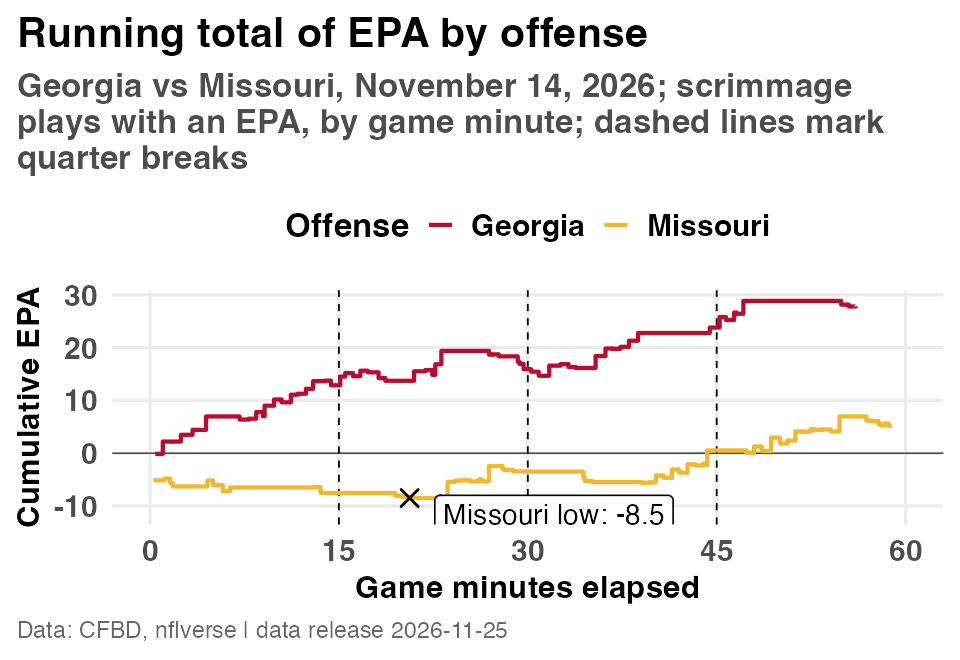 Running total of EPA by offense
Georgia vs Missouri, November 14, 2026; scrimmage
plays with an EPA, by game minute; dashed lines mark
quarter breaks
Offense Georgia Missouri
Cumulative EPA
30
20
10
0
-10
Missouri low: -8.5
0 15 30 45 60
Game minutes elapsed
Data: CFBD, nflverse | data release 2026-11-25